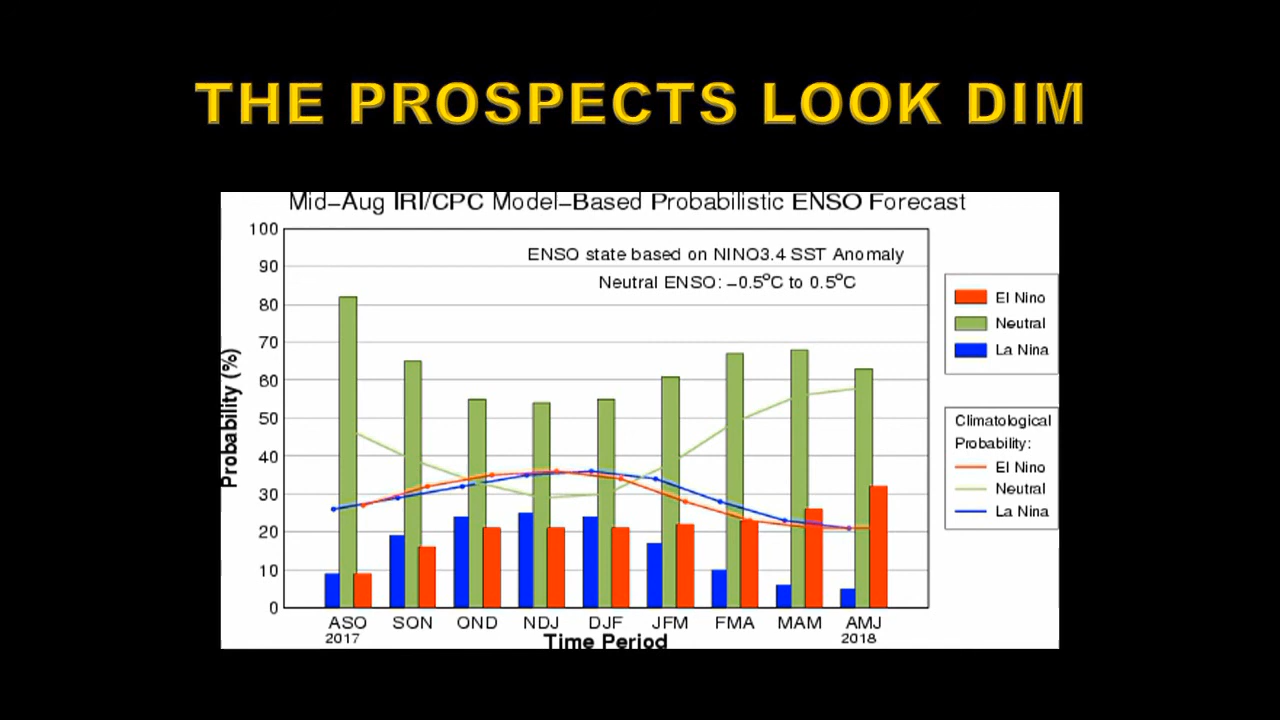 THE PROSPECTS LOOK DIM
Mid-Aug IRI/CPC Model-Based Probabilistic ENSO Forecast
ENSO state based on NINO3.4 SST Anomaly
Neutral ENSO: -0.5°C to 0.5°C
Probability (%)
100
90
80
70
60
50
40
30
20
10
0
ASO SON OND NDJ DJF JFM FMA MAM AMJ
2017 2018
Time Period
El Nino
Neutral
La Nina
Climatological
Probability:
El Nino
Neutral
La Nina